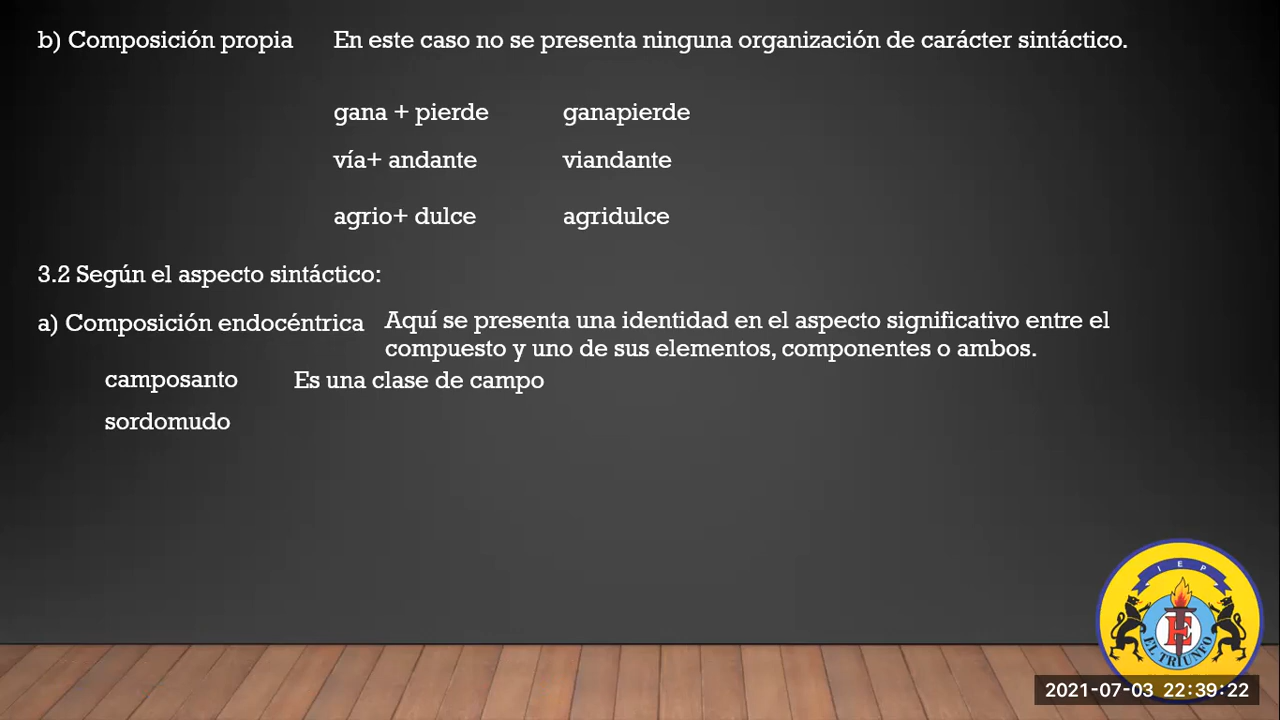 b) Composición propia En este caso no se presenta ninguna organización de carácter sintáctico.
gana + pierde ganapierde
vía+ andante viandante
agrio+ dulce agridulce
3.2 Según el aspecto sintáctico:
a) Composición endocéntrica Aquí se presenta una identidad en el aspecto significativo entre el
compuesto y uno de sus elementos, componentes o ambos.
camposanto Es una clase de campo
sordomudo
I E P
E
EL TRIUNFO
2021-07-03 22:39:22